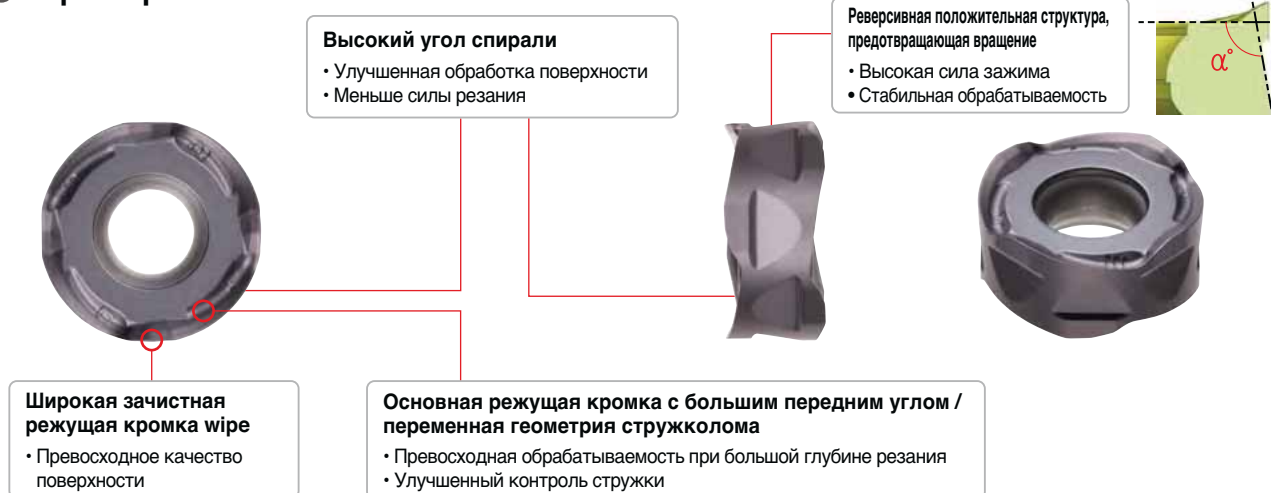 Высокий угол спирали
• Улучшенная обработка поверхности
• Меньше силы резания
Реверсивная положительная структура,
предотвращающая вращение
• Высокая сила зажима
• Стабильная обрабатываемость
α°
Широкая зачистная
режущая кромка wipe
• Превосходное качество
поверхности
Основная режущая кромка с большим передним углом /
переменная геометрия стружколома
• Превосходная обрабатываемость при большой глубине резания
• Улучшенный контроль стружки